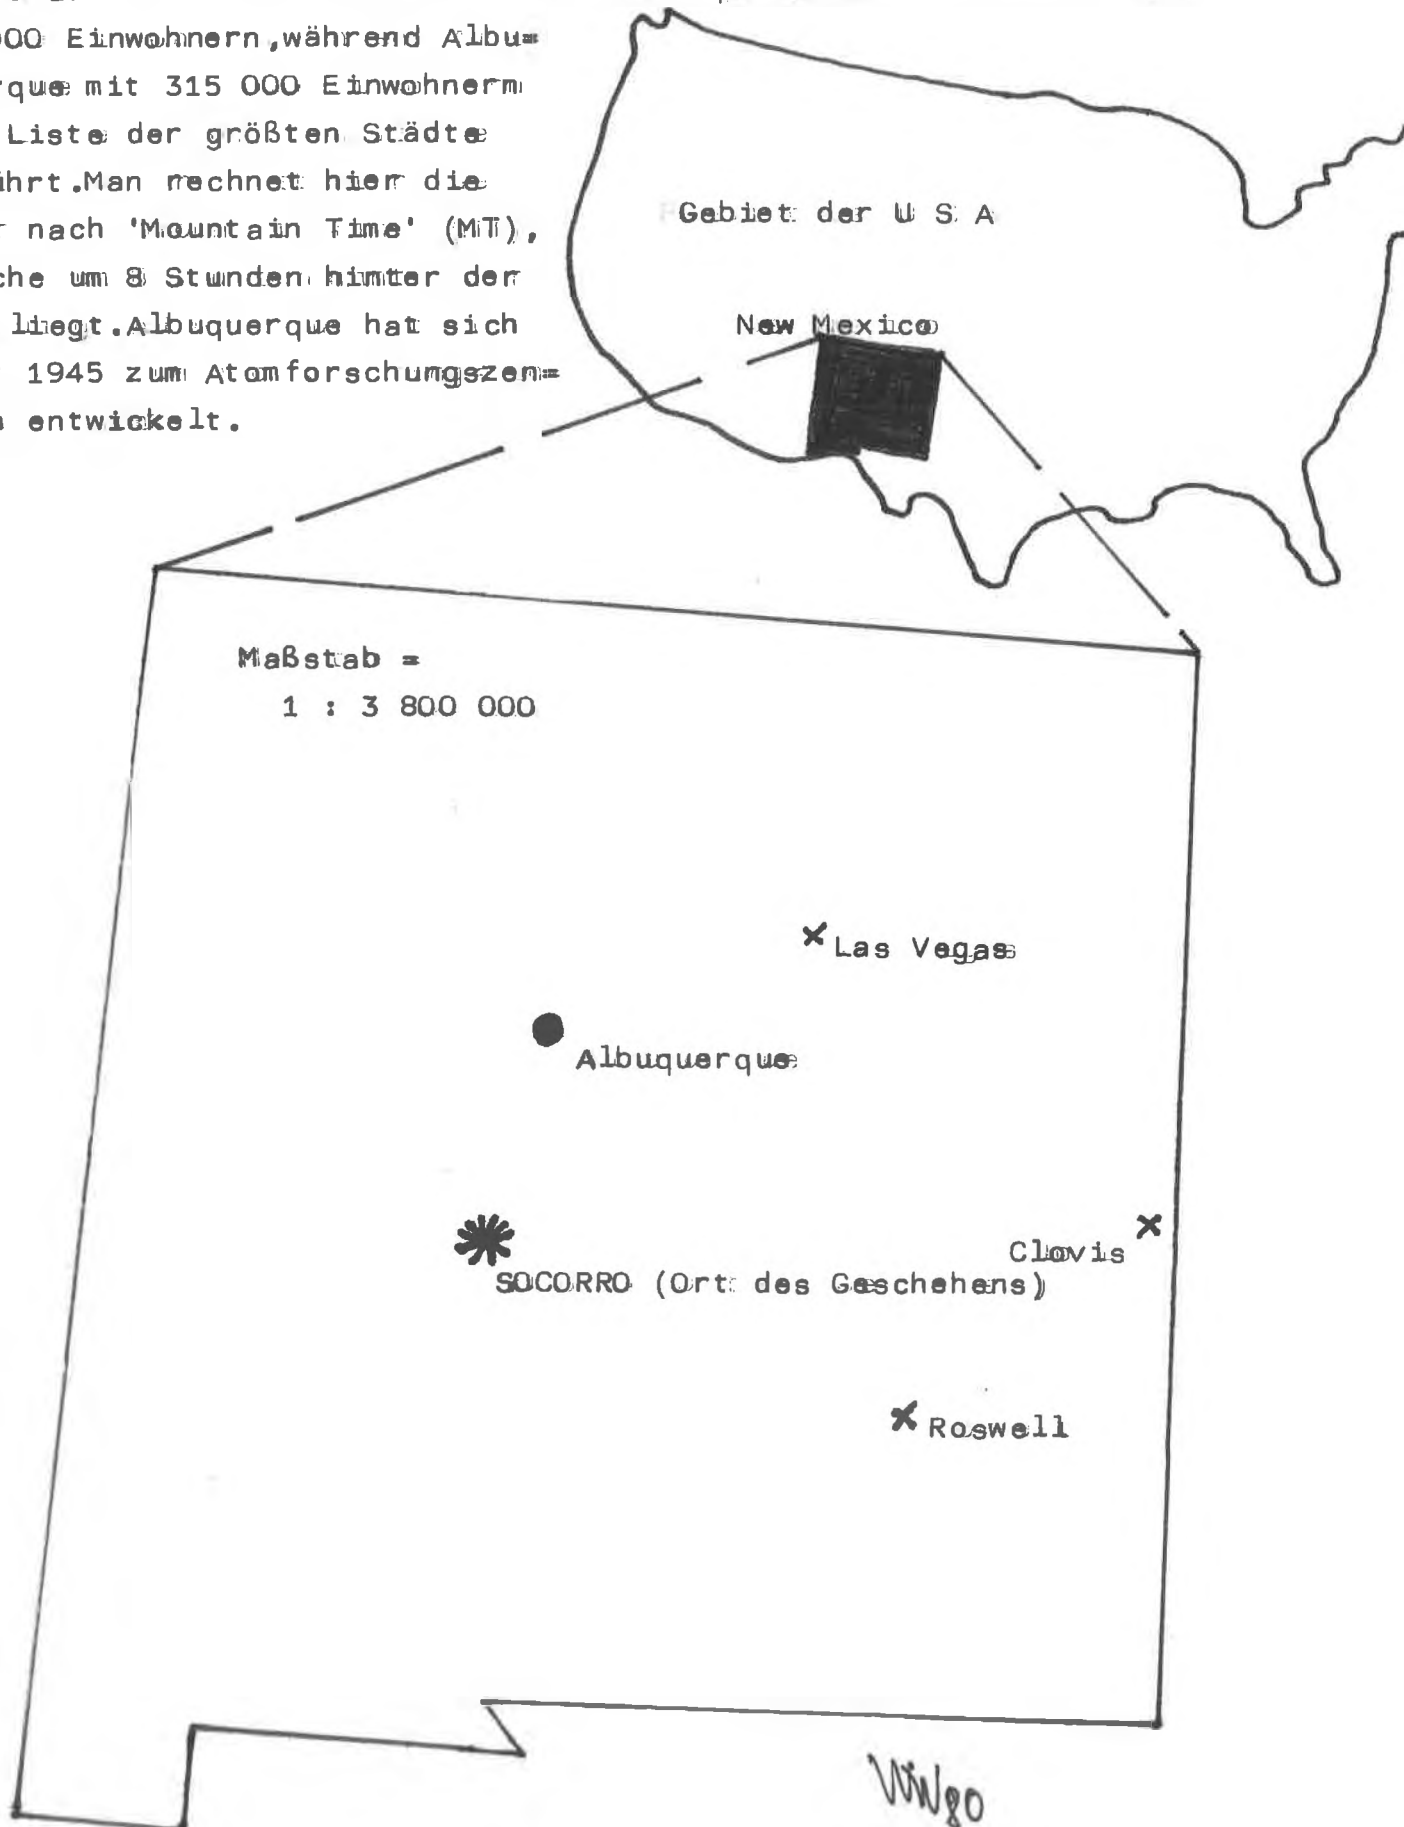 000 Einwohnern,während Albu=
rque mit 315 000 Einwohnern
Liste der größten Städte
ührt.Man rechnet hier die
r nach 'Mountain Time' (MT),
che um 8 Stunden hinter der
liegt.Albuquerque hat sich
1945 zum Atomforschungszen=
entwickelt.
Gebiet der U S A
New Mexico
Maßstab =
1 : 3 800 000
Las Vegas
Albuquerque
Clovis
SOCORRO (Ort des Geschehens)
Roswell